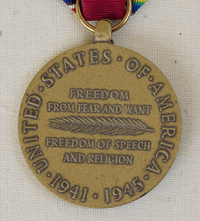 UNITED · STATES · OF · AMERICA
FREEDOM
FROM FEAR AND WANT
FREEDOM OF SPEECH
AND RELIGION
· 1941 · 1945 ·